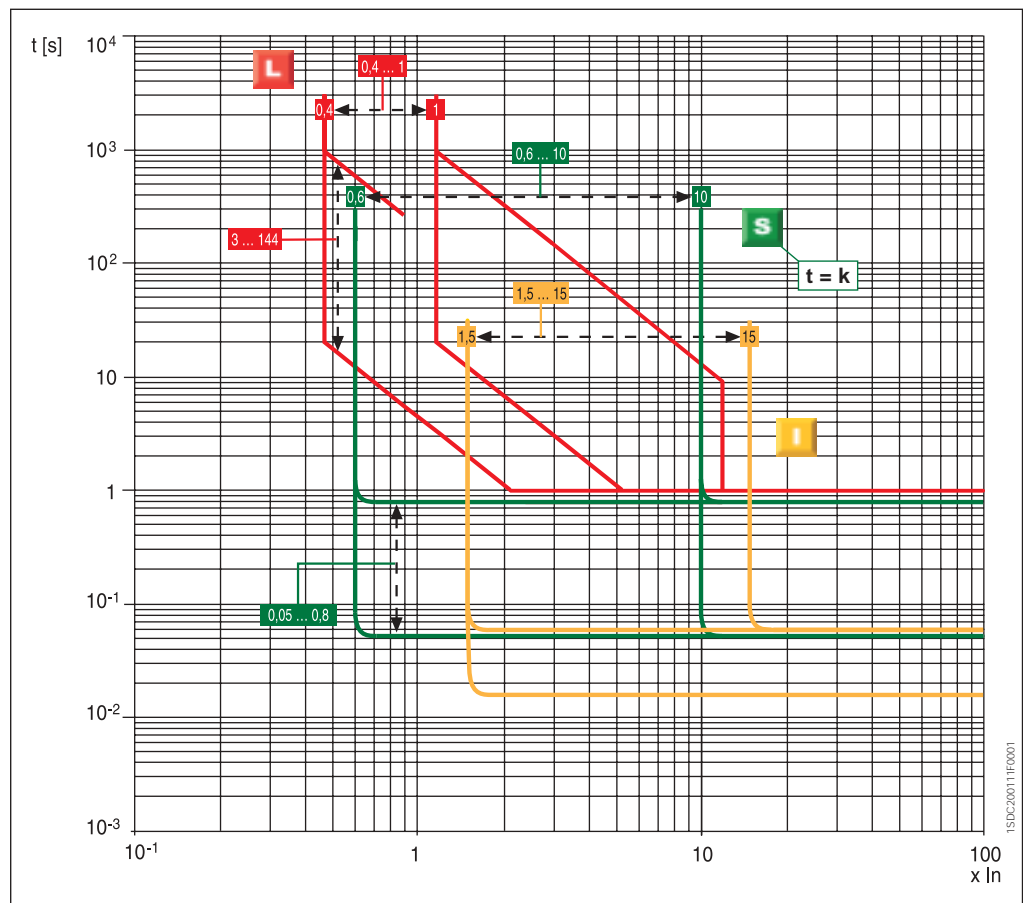 t [s]
10⁴
L
0,4 ... 1
0,4
1
10³
0,6 ... 10
0,6
10
S
3 ... 144
t = k
10²
1,5 ... 15
1,5
15
10
I
1
10⁻¹
0,05 ... 0,8
10⁻²
10⁻³
10⁻¹
1
10
100
x In
1SDC200111F0001